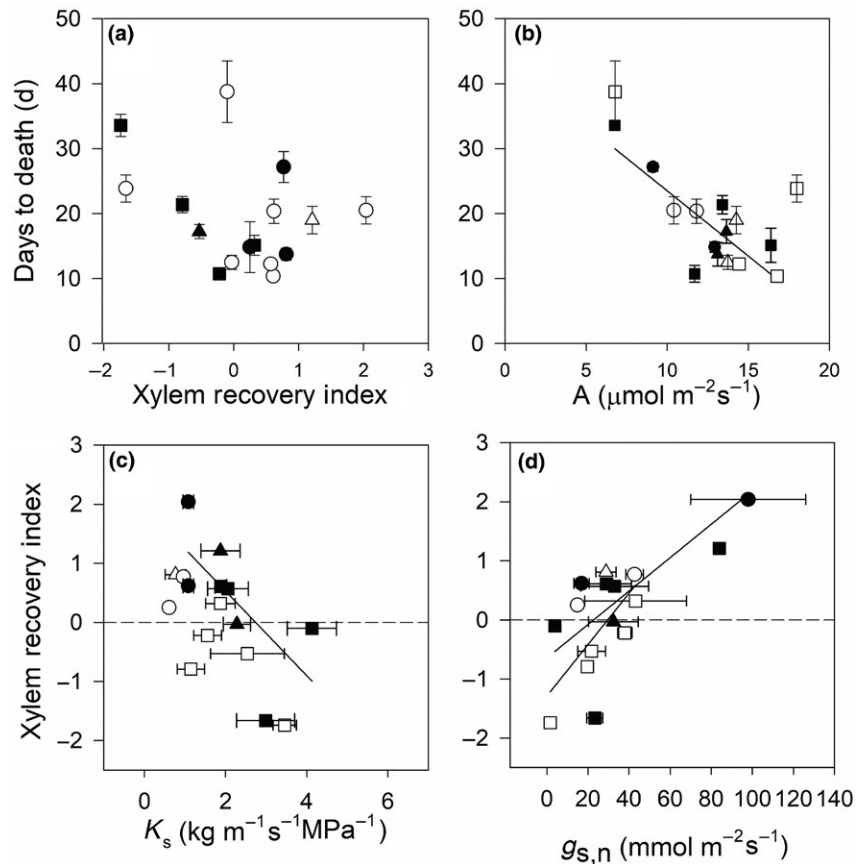 (a)
50
40
30
20
10
0
Days to death (d)
–2 –1 0 1 2 3
Xylem recovery index
(b)
50
40
30
20
10
0
0 5 10 15 20
A (μmol m⁻²s⁻¹)
(c)
3
2
1
0
–1
–2
Xylem recovery index
0 2 4 6
Kₛ (kg m⁻¹s⁻¹MPa⁻¹)
(d)
3
2
1
0
–1
–2
0 20 40 60 80 100 120 140
gₛ,ₙ (mmol m⁻²s⁻¹)